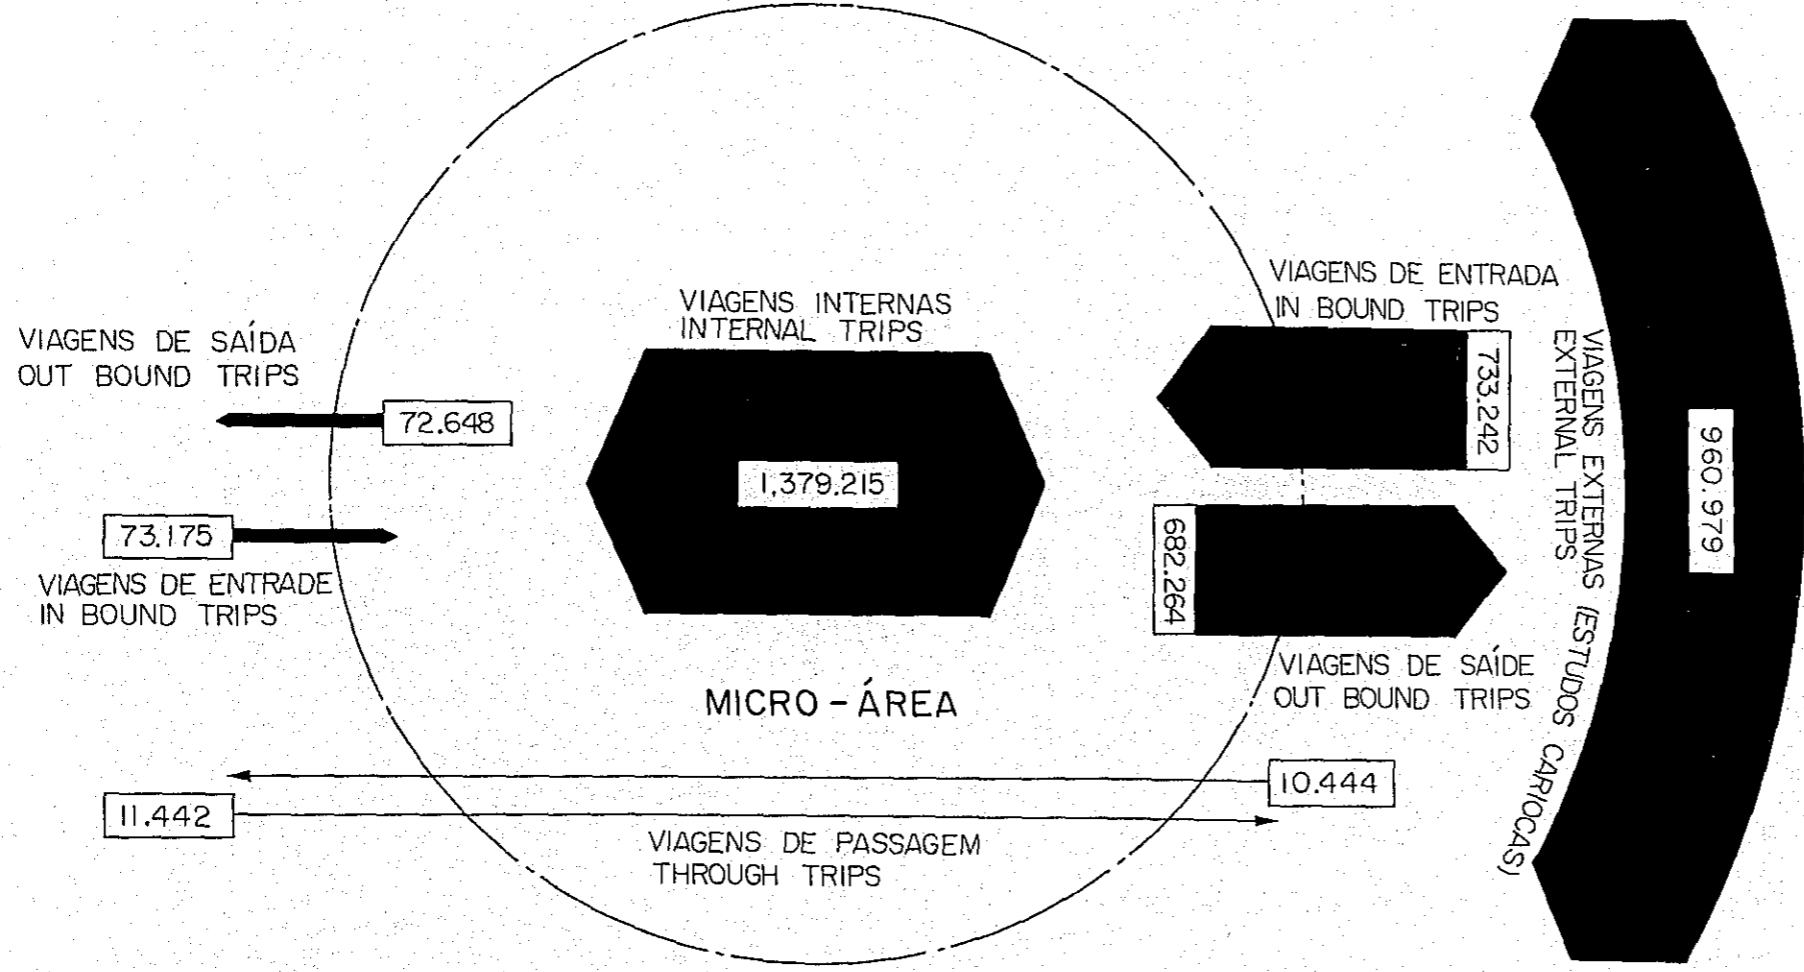 VIAGENS DE SAÍDA
OUT BOUND TRIPS
72.648
73.175
VIAGENS DE ENTRADE
IN BOUND TRIPS
VIAGENS INTERNAS
INTERNAL TRIPS
1,379.215
VIAGENS DE ENTRADA
IN BOUND TRIPS
733.242
682.264
VIAGENS DE SAÍDE
OUT BOUND TRIPS
VIAGENS EXTERNAS (ESTUDOS CARIOCAS)
EXTERNAL TRIPS
960.979
MICRO-ÁREA
10.444
11.442
VIAGENS DE PASSAGEM
THROUGH TRIPS